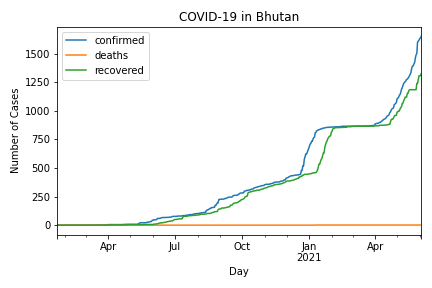 COVID-19 in Bhutan
confirmed
deaths
recovered
Number of Cases
1500
1250
1000
750
500
250
0
Apr
Jul
Oct
Jan
2021
Apr
Day